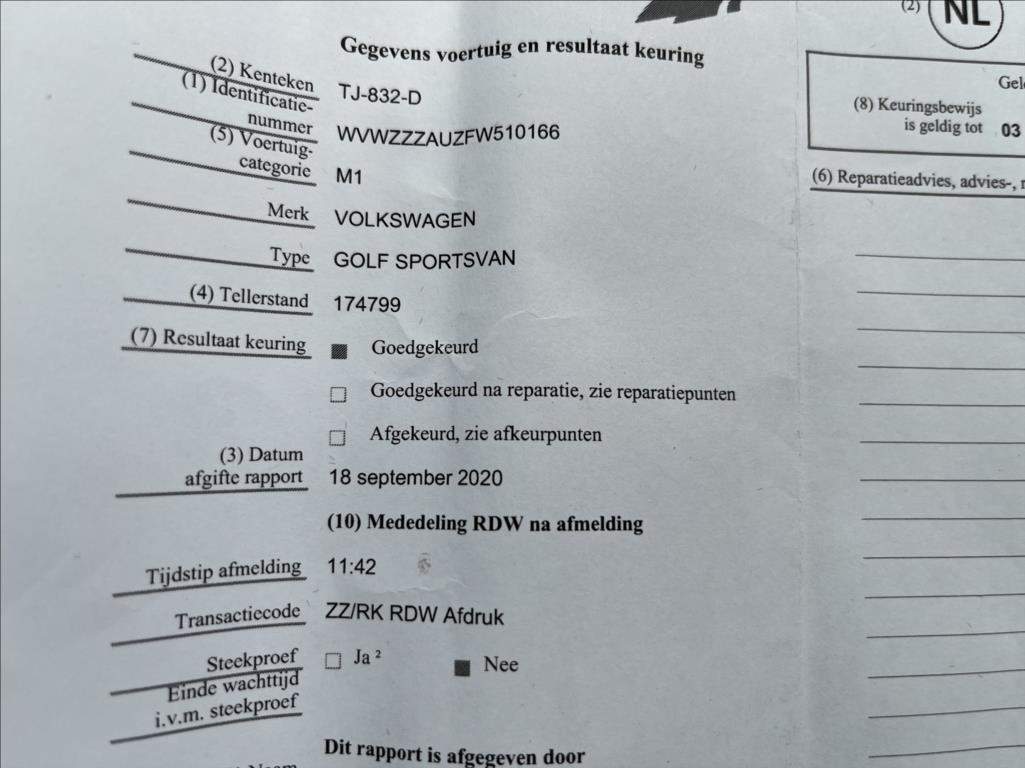 (2) NL
Gegevens voertuig en resultaat keuring
(2) Kenteken TJ-832-D
(1) Identificatie-
nummer WVWZZZAUZFW510166
(5) Voertuig-
categorie M1
Merk VOLKSWAGEN
Type GOLF SPORTSVAN
(4) Tellerstand 174799
(7) Resultaat keuring Goedgekeurd
Goedgekeurd na reparatie, zie reparatiepunten
Afgekeurd, zie afkeurpunten
(3) Datum
afgifte rapport 18 september 2020
(10) Mededeling RDW na afmelding
Tijdstip afmelding 11:42
Transactiecode ZZ/RK RDW Afdruk
Steekproef Ja 2 Nee
Einde wachttijd
i.v.m. steekproef
Dit rapport is afgegeven door
(8) Keuringsbewijs
is geldig tot 03
(6) Reparatieadvies, advies-,